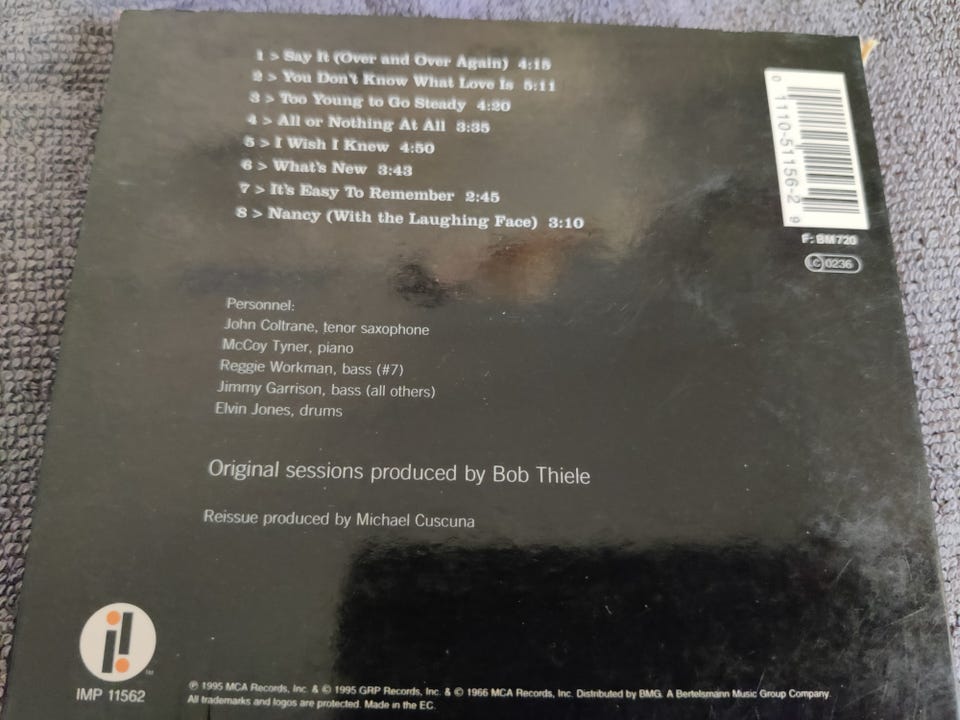 1 > Say It (Over and Over Again) 4:15
2 > You Don't Know What Love Is 5:11
3 > Too Young to Go Steady 4:20
4 > All or Nothing At All 3:35
5 > I Wish I Knew 4:50
6 > What's New 3:43
7 > It's Easy To Remember 2:45
8 > Nancy (With the Laughing Face) 3:10
0 1110-51156-2 9
F: BM 720
LC 0236
Personnel:
John Coltrane, tenor saxophone
McCoy Tyner, piano
Reggie Workman, bass (#7)
Jimmy Garrison, bass (all others)
Elvin Jones, drums
Original sessions produced by Bob Thiele
Reissue produced by Michael Cuscuna
i!
TM
IMP 11562
℗ 1995 MCA Records, Inc. & © 1995 GRP Records, Inc. & © 1966 MCA Records, Inc. Distributed by BMG. A Bertelsmann Music Group Company.
All trademarks and logos are protected. Made in the EC.